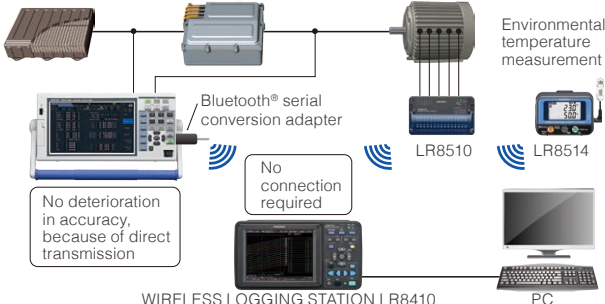 Environmental
temperature
measurement
Bluetooth® serial
conversion adapter
LR8510
LR8514
No
connection
required
No deterioration
in accuracy,
because of direct
transmission
WIRELESS LOGGING STATION LR8410
PC